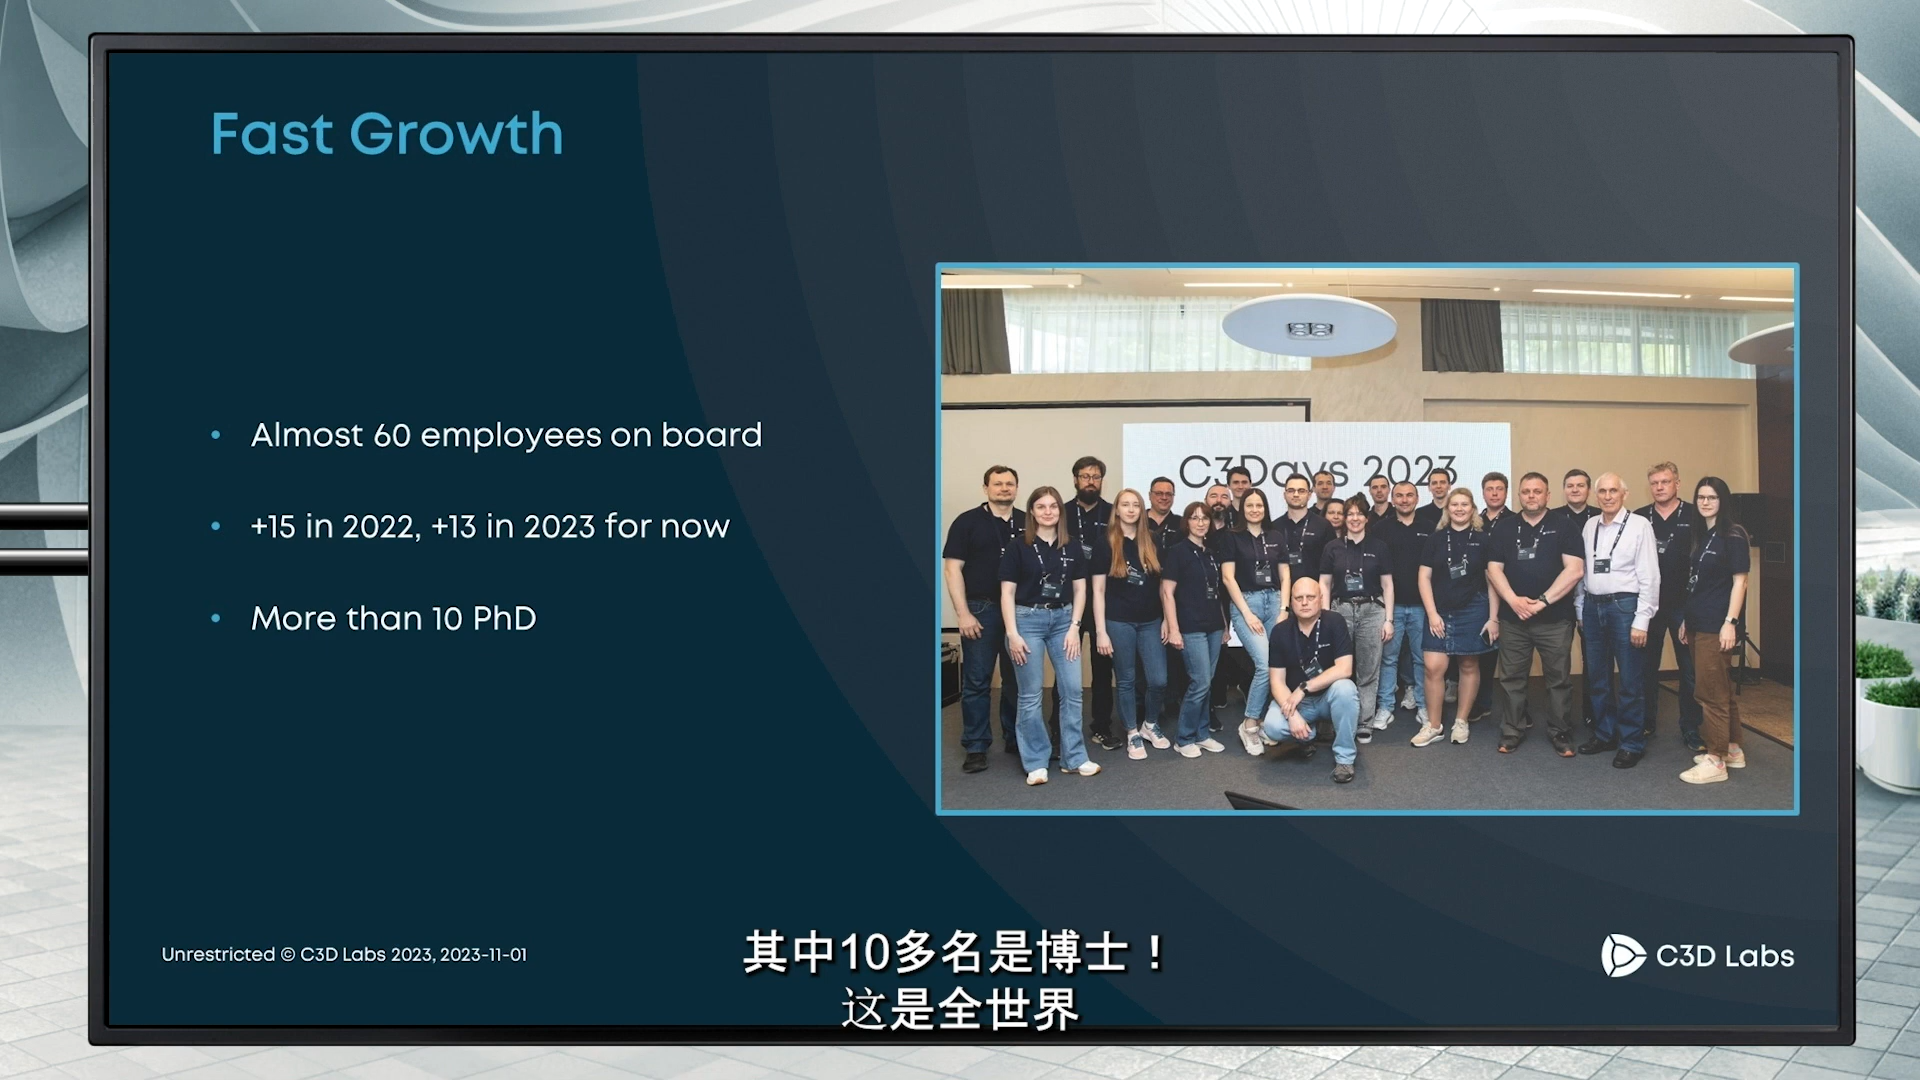 Fast Growth
• Almost 60 employees on board
• +15 in 2022, +13 in 2023 for now
• More than 10 PhD
C3Days 2023
Unrestricted © C3D Labs 2023, 2023-11-01
C3D Labs
其中10多名是博士！
这是全世界